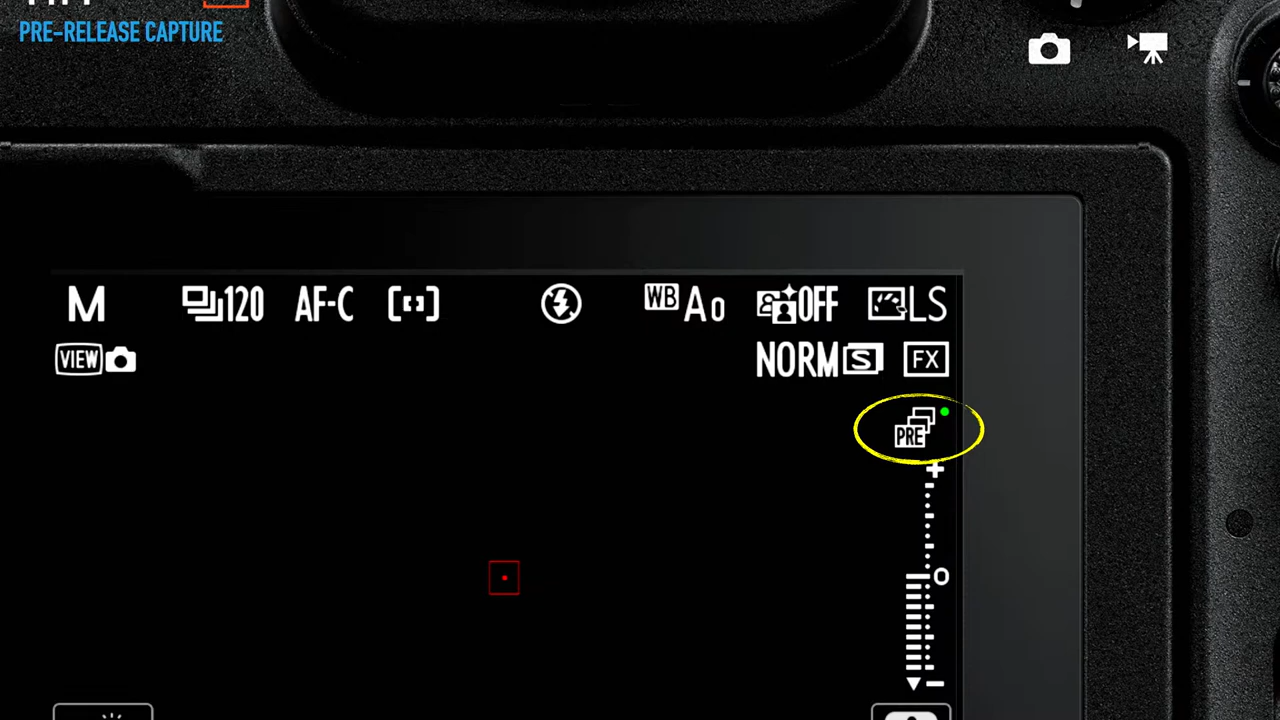 PRE-RELEASE CAPTURE
M 120 AF-C WB A0 OFF LS
VIEW NORM S FX
PRE
+
0
−